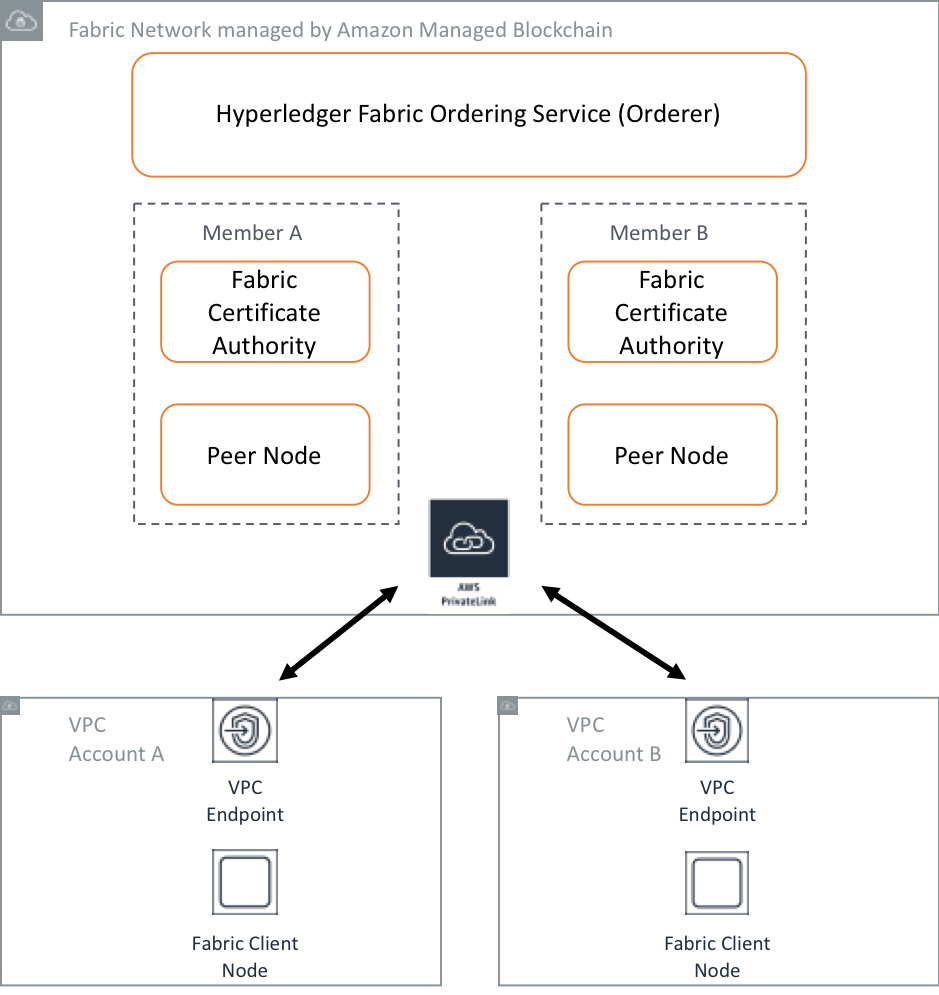 Fabric Network managed by Amazon Managed Blockchain
Hyperledger Fabric Ordering Service (Orderer)
Member A
Fabric
Certificate
Authority
Peer Node
Member B
Fabric
Certificate
Authority
Peer Node
AWS
PrivateLink
VPC
Account A
VPC
Endpoint
Fabric Client
Node
VPC
Account B
VPC
Endpoint
Fabric Client
Node